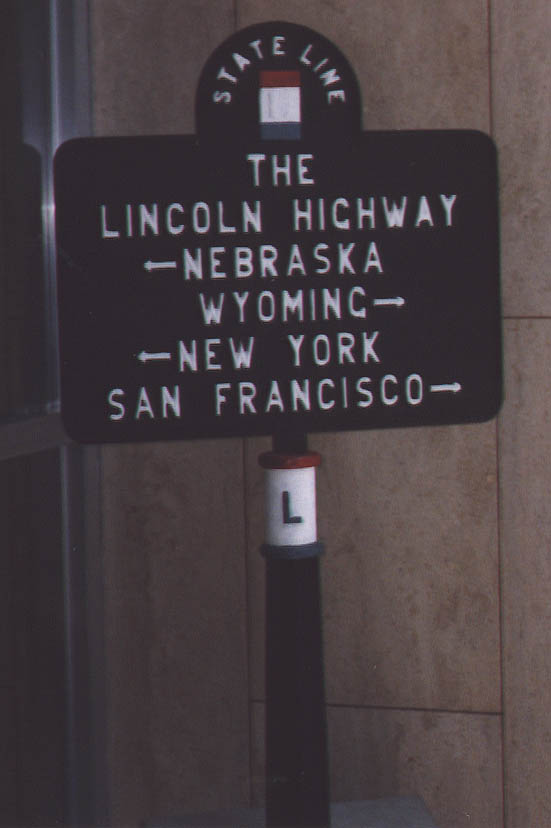 STATE LINE
THE
LINCOLN HIGHWAY
←NEBRASKA
WYOMING→
←NEW YORK
SAN FRANCISCO→
L